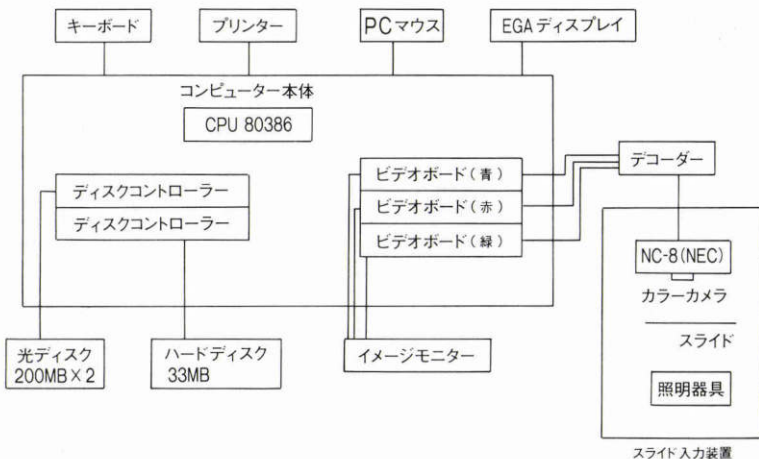 キーボード
プリンター
PCマウス
EGAディスプレイ
コンピューター本体
CPU 80386
ディスクコントローラー
ディスクコントローラー
ビデオボード(青)
ビデオボード(赤)
ビデオボード(緑)
デコーダー
NC-8(NEC)
カラーカメラ
スライド
照明器具
スライド入力装置
光ディスク
200MB×2
ハードディスク
33MB
イメージモニター